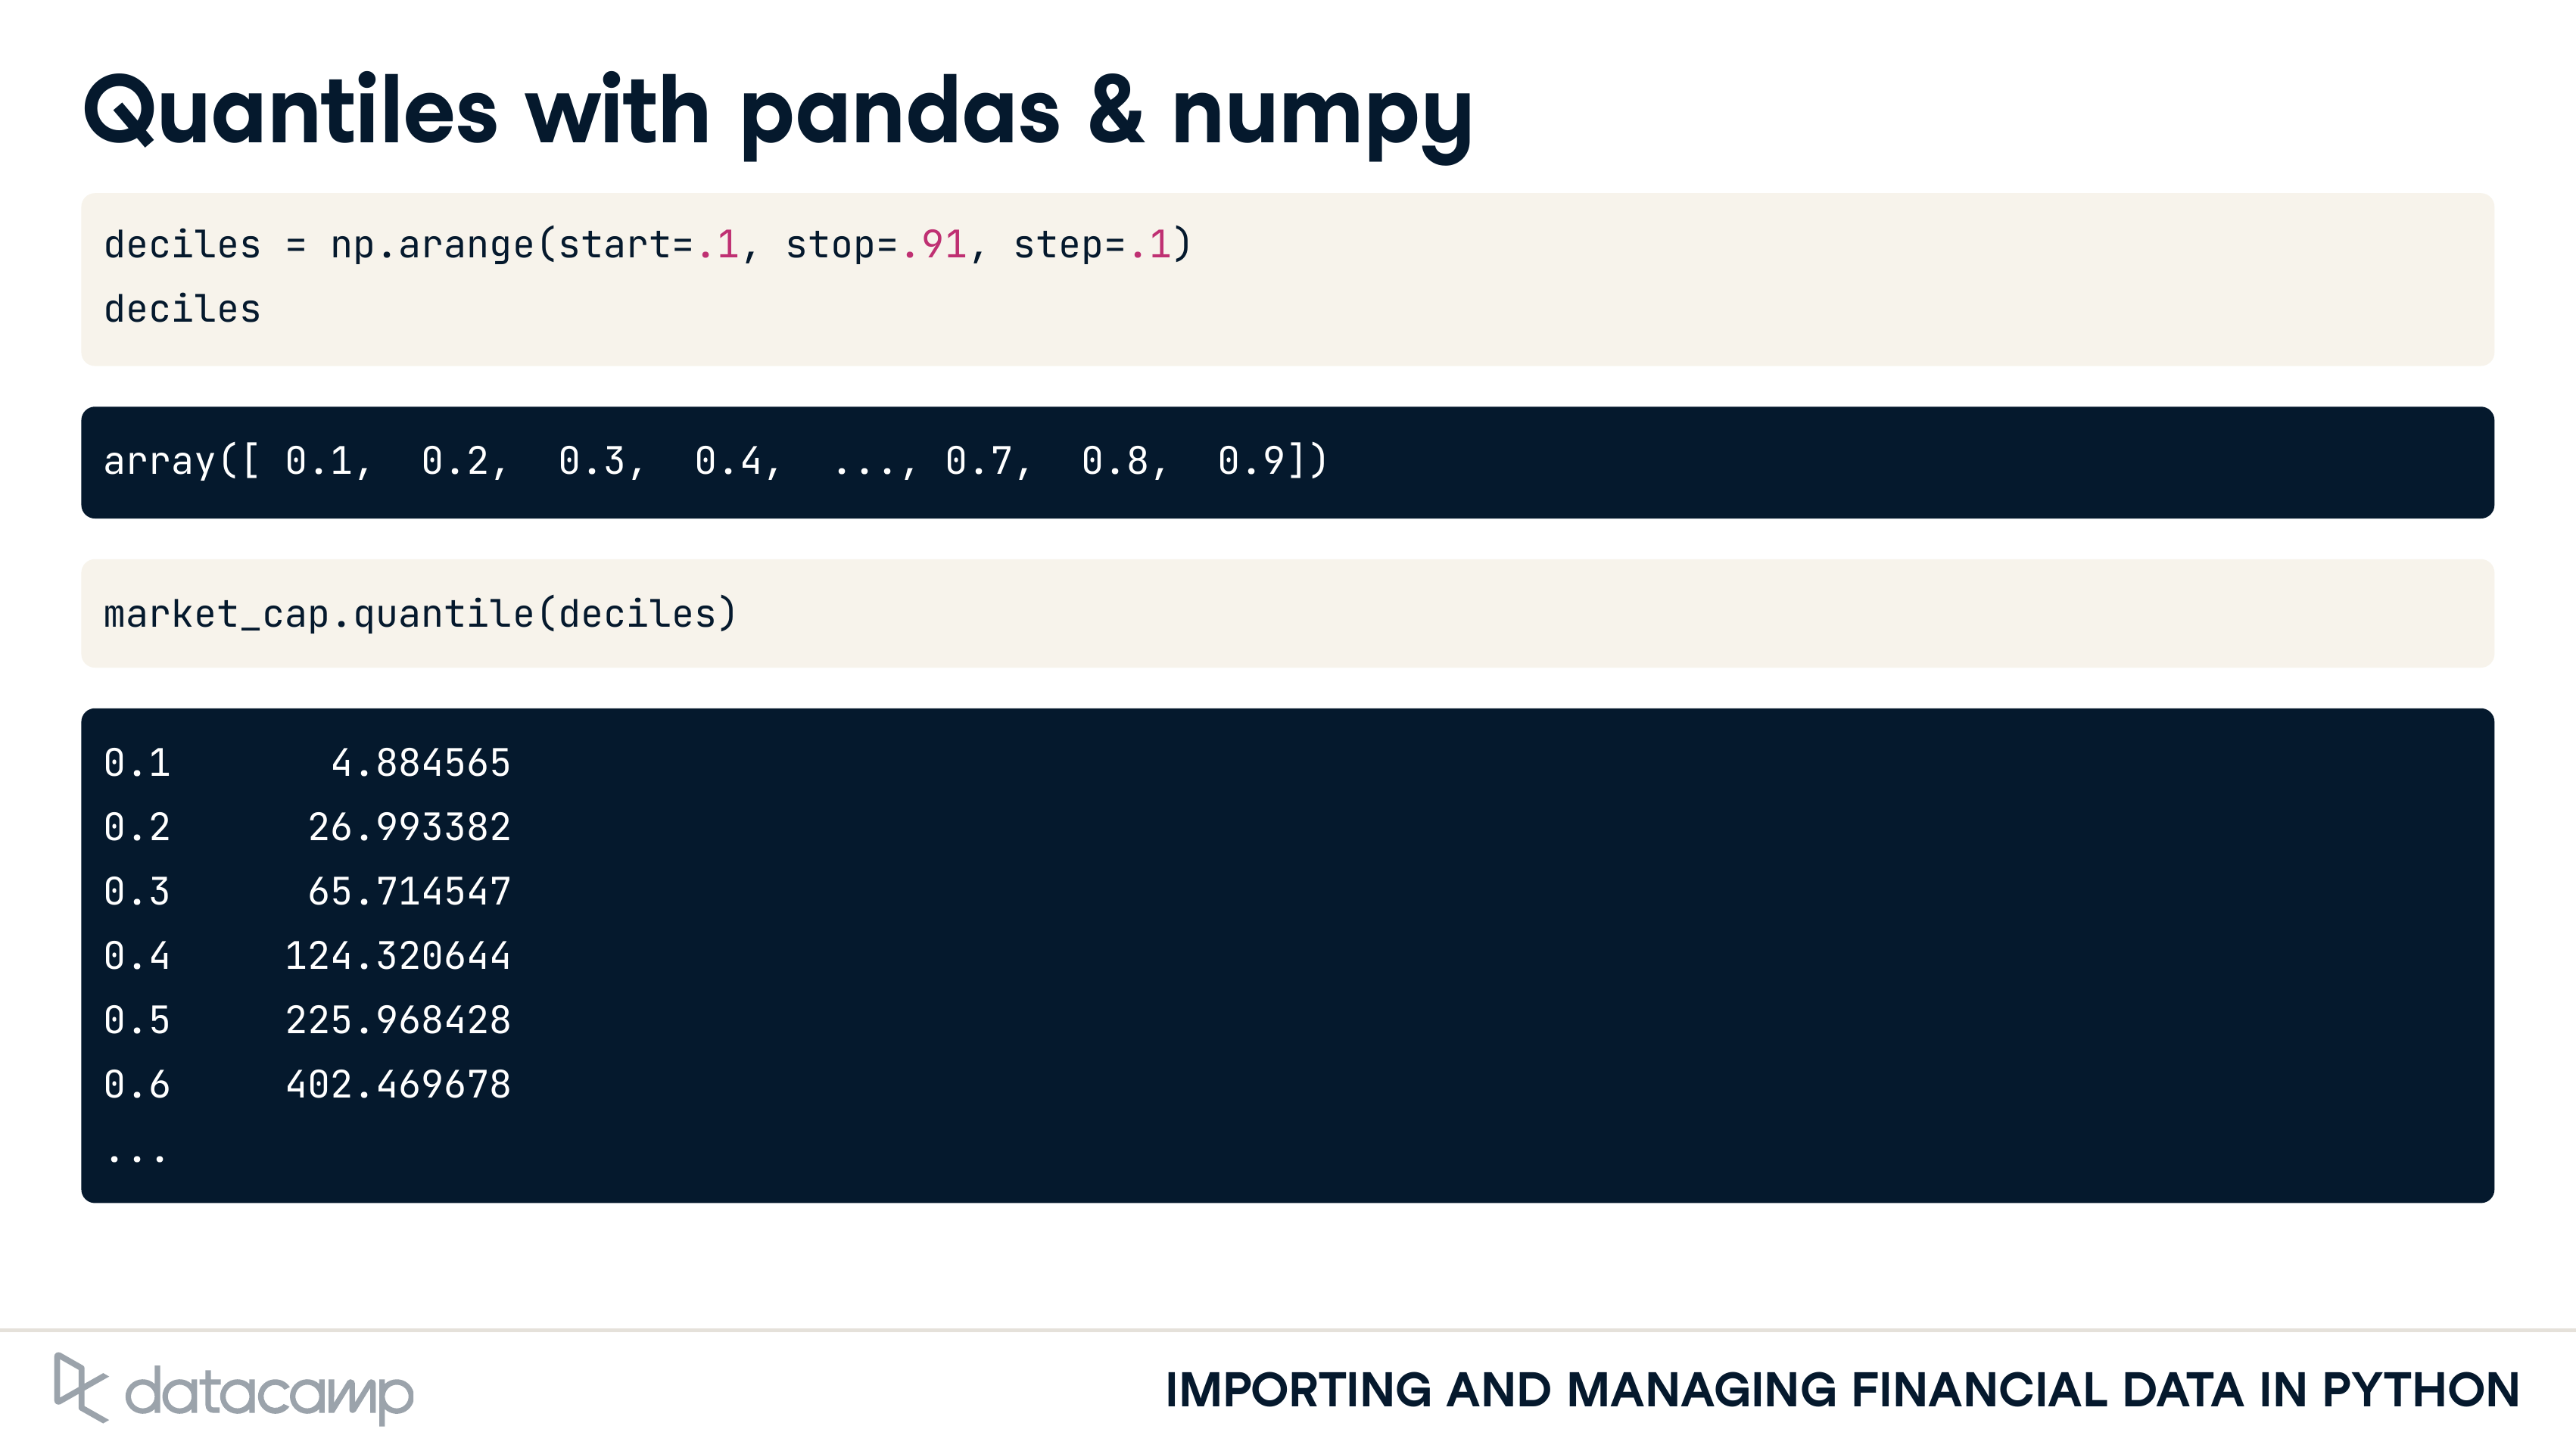 Quantiles with pandas & numpy
deciles = np.arange(start=.1, stop=.91, step=.1)
deciles
array([ 0.1,  0.2,  0.3,  0.4,  ..., 0.7,  0.8,  0.9])
market_cap.quantile(deciles)
0.1       4.884565
0.2      26.993382
0.3      65.714547
0.4     124.320644
0.5     225.968428
0.6     402.469678
...
datacamp
IMPORTING AND MANAGING FINANCIAL DATA IN PYTHON